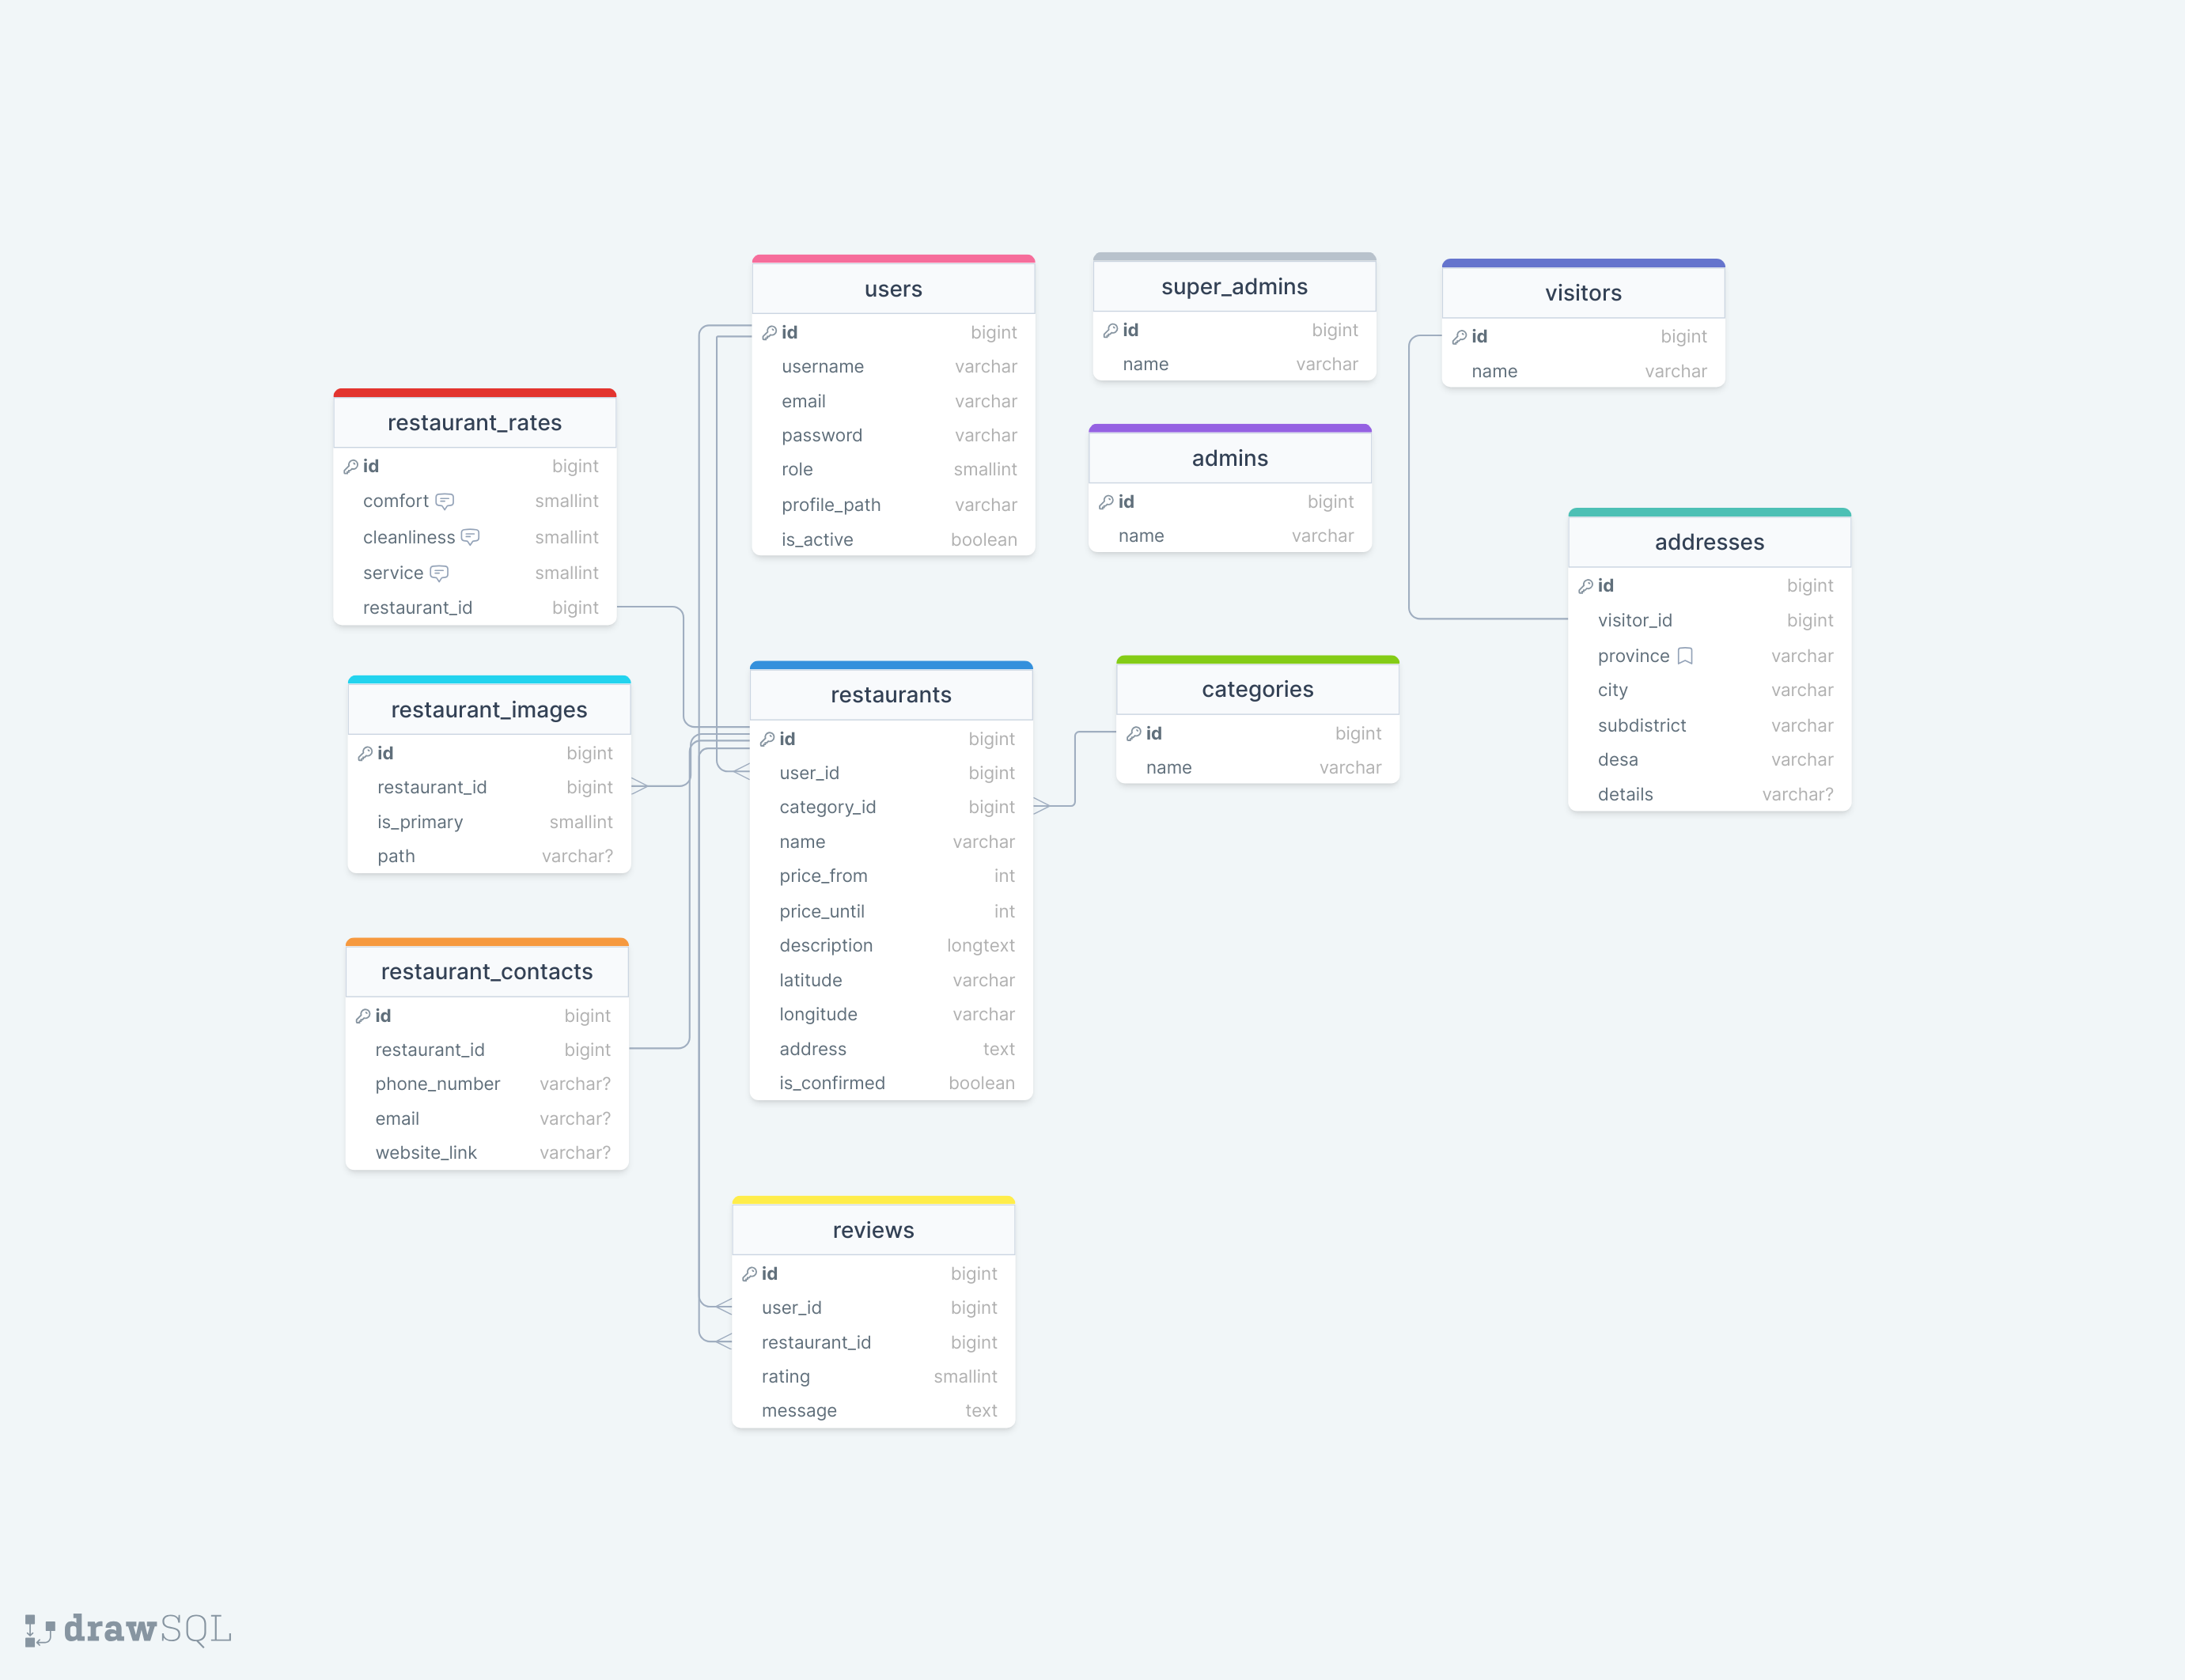 users
id bigint
username varchar
email varchar
password varchar
role smallint
profile_path varchar
is_active boolean
super_admins
id bigint
name varchar
visitors
id bigint
name varchar
restaurant_rates
id bigint
comfort smallint
cleanliness smallint
service smallint
restaurant_id bigint
admins
id bigint
name varchar
addresses
id bigint
visitor_id bigint
province varchar
city varchar
subdistrict varchar
desa varchar
details varchar?
restaurant_images
id bigint
restaurant_id bigint
is_primary smallint
path varchar?
restaurants
id bigint
user_id bigint
category_id bigint
name varchar
price_from int
price_until int
description longtext
latitude varchar
longitude varchar
address text
is_confirmed boolean
categories
id bigint
name varchar
restaurant_contacts
id bigint
restaurant_id bigint
phone_number varchar?
email varchar?
website_link varchar?
reviews
id bigint
user_id bigint
restaurant_id bigint
rating smallint
message text
drawSQL